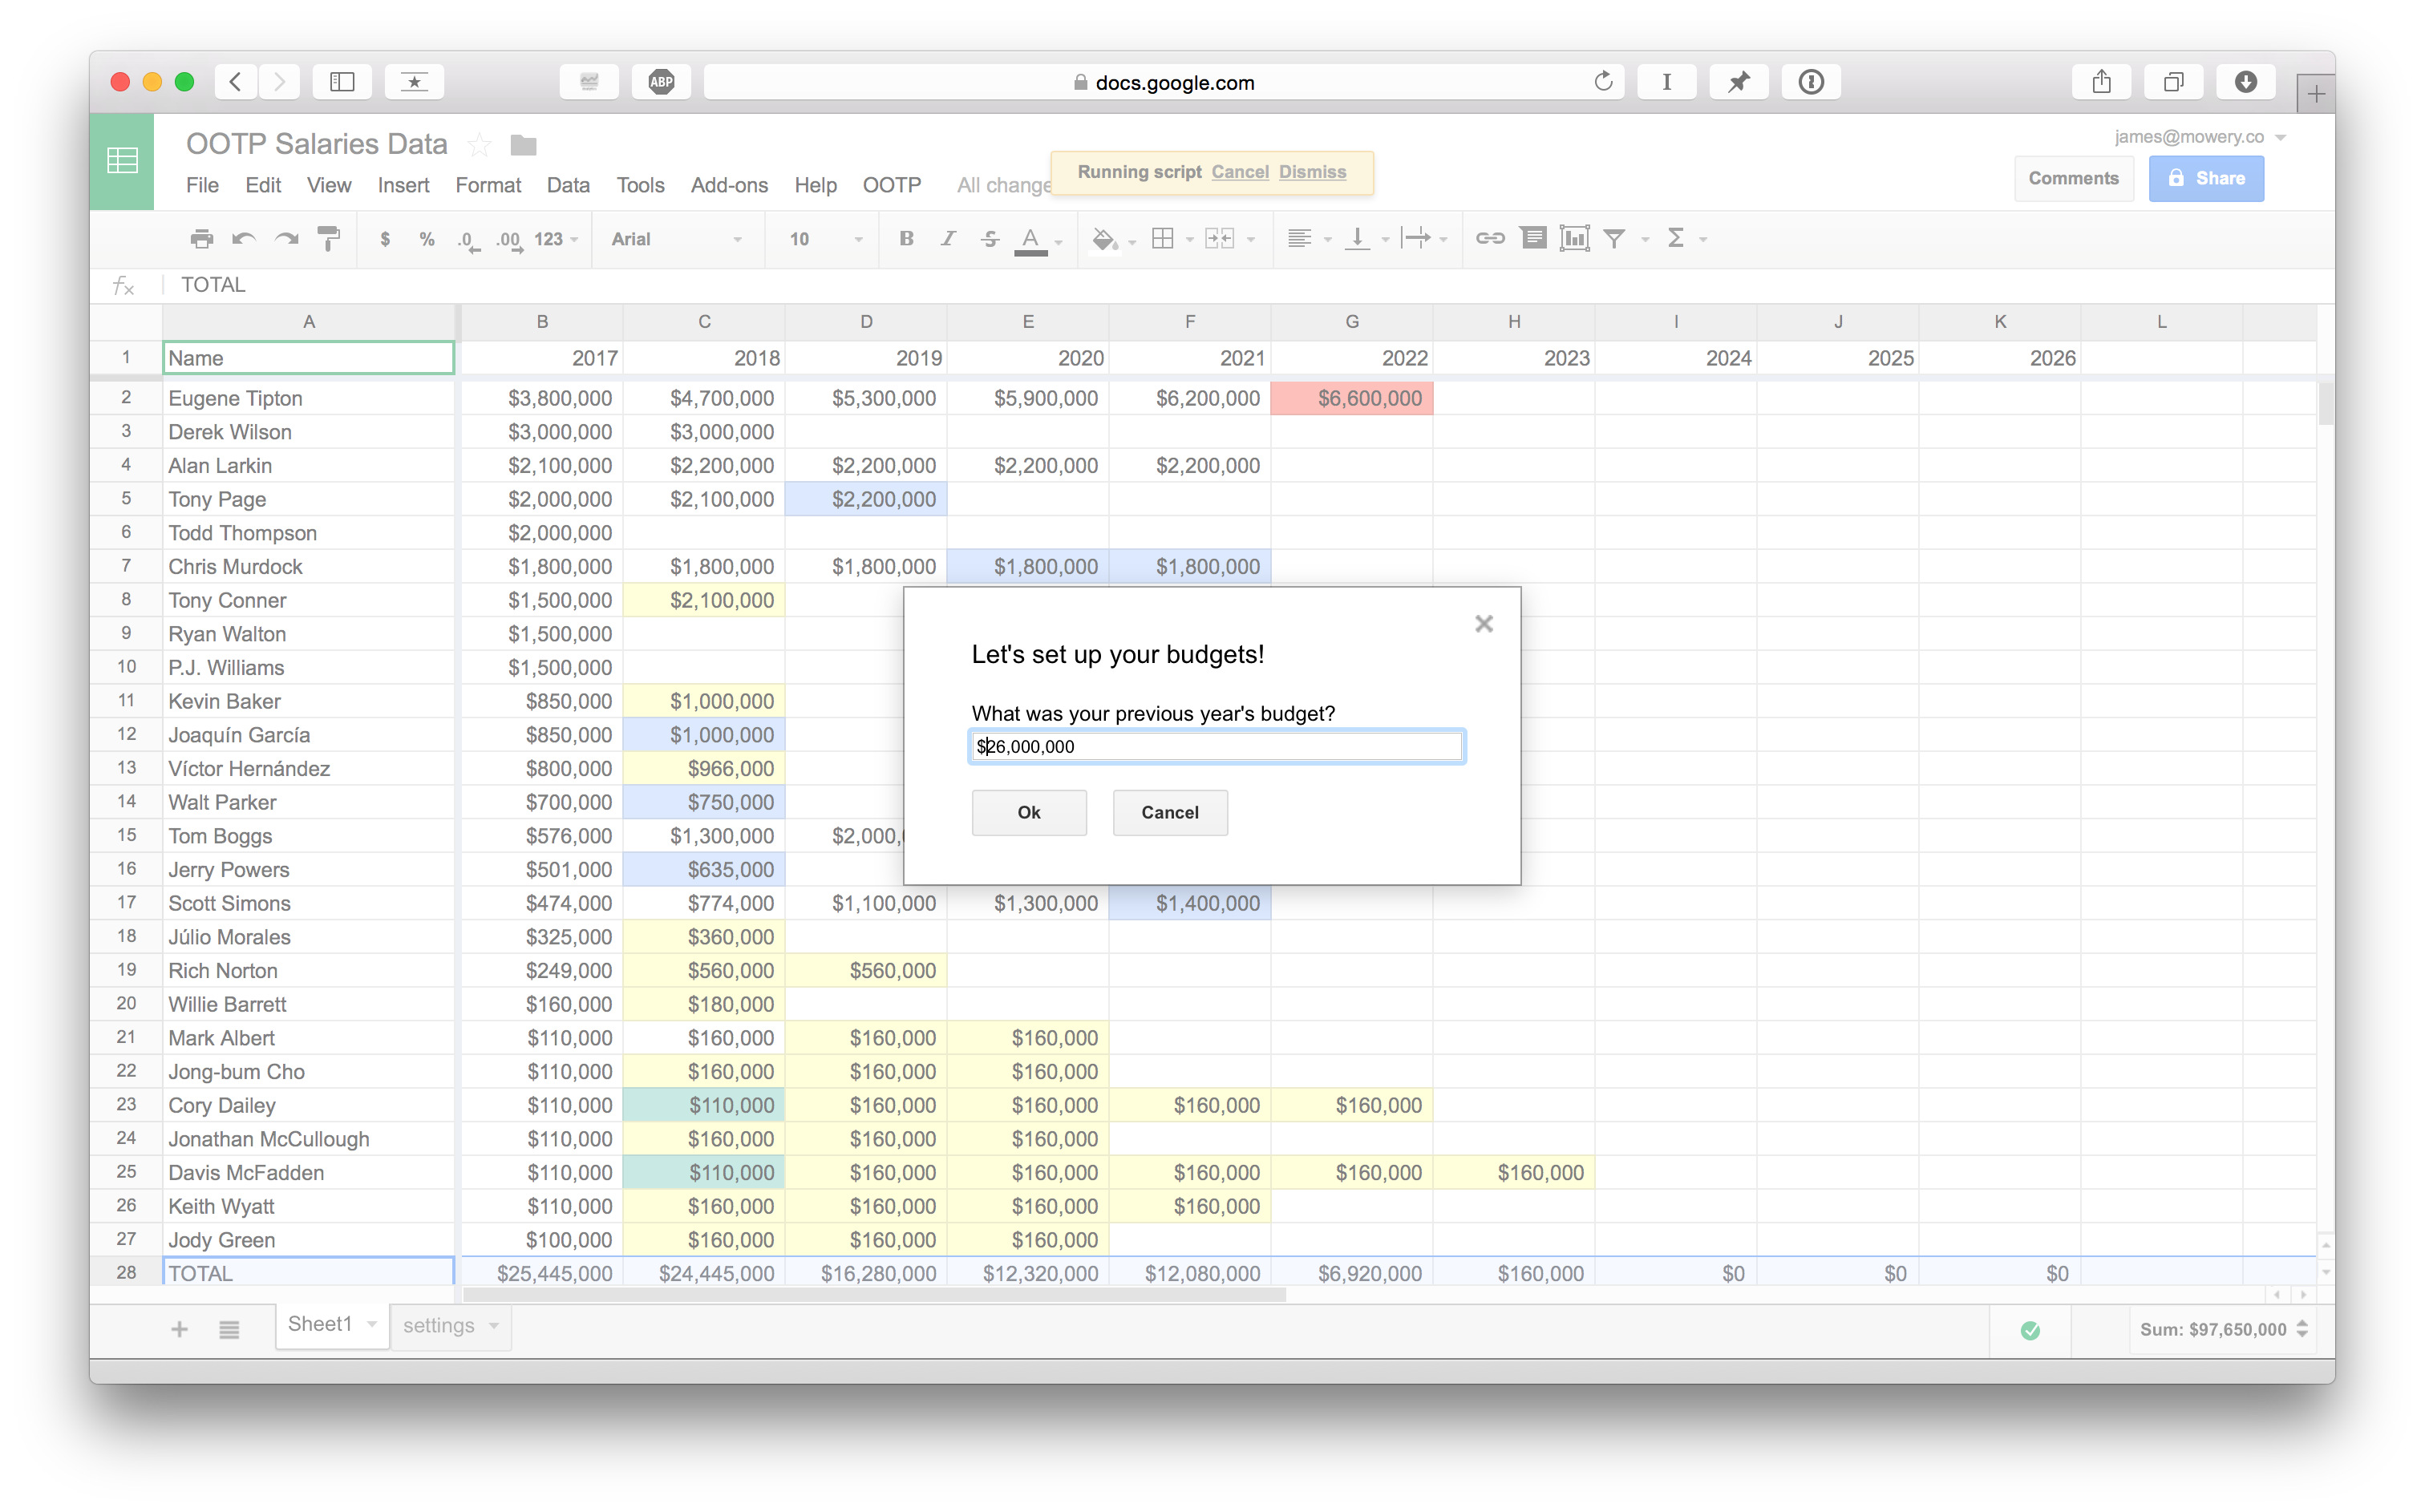 ABP docs.google.com
OOTP Salaries Data
james@mowery.co
File Edit View Insert Format Data Tools Add-ons Help OOTP All change
Running script Cancel Dismiss
Comments Share
$ % .0 .00 123 Arial 10 B I S A Σ
fx TOTAL
A B C D E F G H I J K L
1 Name 2017 2018 2019 2020 2021 2022 2023 2024 2025 2026
2 Eugene Tipton $3,800,000 $4,700,000 $5,300,000 $5,900,000 $6,200,000 $6,600,000
3 Derek Wilson $3,000,000 $3,000,000
4 Alan Larkin $2,100,000 $2,200,000 $2,200,000 $2,200,000 $2,200,000
5 Tony Page $2,000,000 $2,100,000 $2,200,000
6 Todd Thompson $2,000,000
7 Chris Murdock $1,800,000 $1,800,000 $1,800,000 $1,800,000 $1,800,000
8 Tony Conner $1,500,000 $2,100,000
9 Ryan Walton $1,500,000
10 P.J. Williams $1,500,000
11 Kevin Baker $850,000 $1,000,000
12 Joaquín García $850,000 $1,000,000
13 Víctor Hernández $800,000 $966,000
14 Walt Parker $700,000 $750,000
15 Tom Boggs $576,000 $1,300,000 $2,000,
16 Jerry Powers $501,000 $635,000
17 Scott Simons $474,000 $774,000 $1,100,000 $1,300,000 $1,400,000
18 Júlio Morales $325,000 $360,000
19 Rich Norton $249,000 $560,000 $560,000
20 Willie Barrett $160,000 $180,000
21 Mark Albert $110,000 $160,000 $160,000 $160,000
22 Jong-bum Cho $110,000 $160,000 $160,000 $160,000
23 Cory Dailey $110,000 $110,000 $160,000 $160,000 $160,000 $160,000
24 Jonathan McCullough $110,000 $160,000 $160,000 $160,000
25 Davis McFadden $110,000 $110,000 $160,000 $160,000 $160,000 $160,000 $160,000
26 Keith Wyatt $110,000 $160,000 $160,000 $160,000 $160,000
27 Jody Green $100,000 $160,000 $160,000 $160,000
28 TOTAL $25,445,000 $24,445,000 $16,280,000 $12,320,000 $12,080,000 $6,920,000 $160,000 $0 $0 $0
Let's set up your budgets!
What was your previous year's budget?
$26,000,000
Ok Cancel
Sheet1 settings Sum: $97,650,000